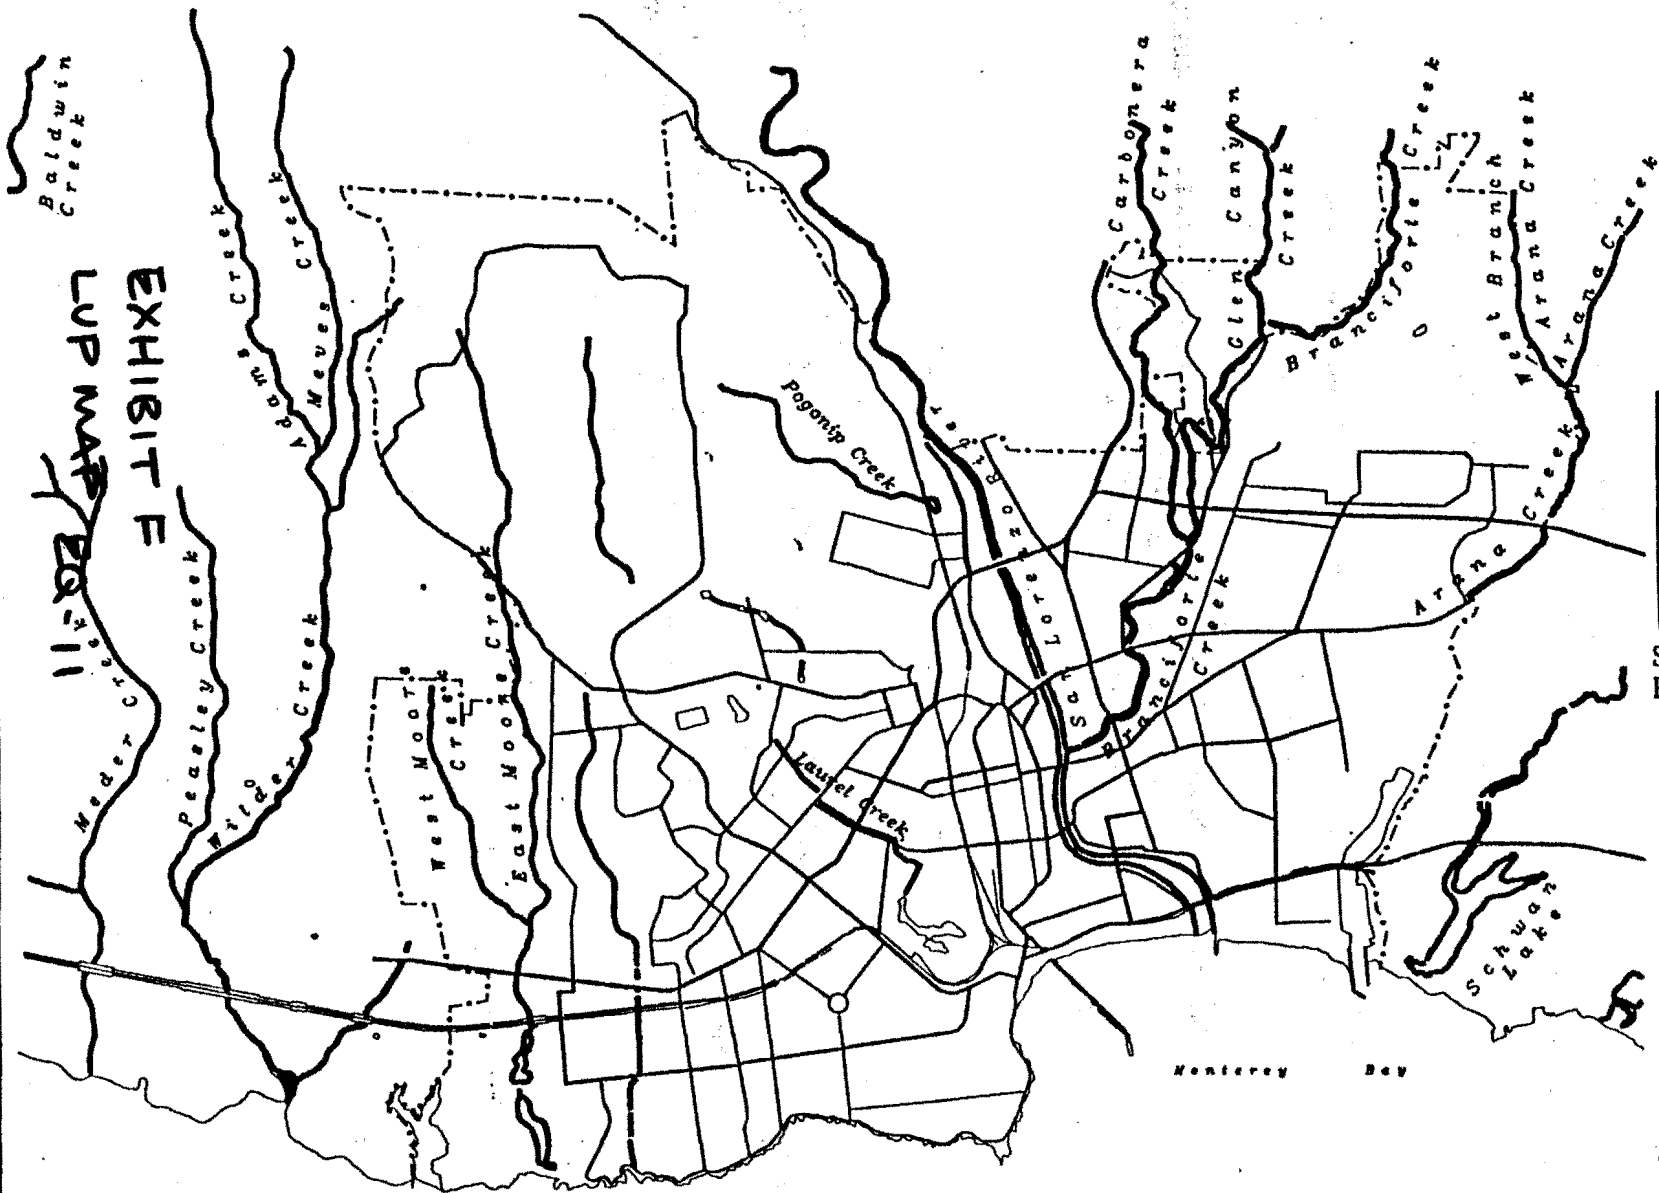 EXHIBIT F
LUP MAP EQ-11
Baldwin
Creek
Adams Creek
Meves Creek
Meder Creek
Peasley Creek
Wilder Creek
West Moore
Creek
East Moore Creek
Pogonip Creek
Laurel Creek
San Lorenzo River
Carbonera
Creek
Glen Canyon
Creek
Branciforte Creek
Branciforte
Creek
West Branch
Arana Creek
Arana Creek
Arana Creek
Schwan
Lake
Monterey Bay